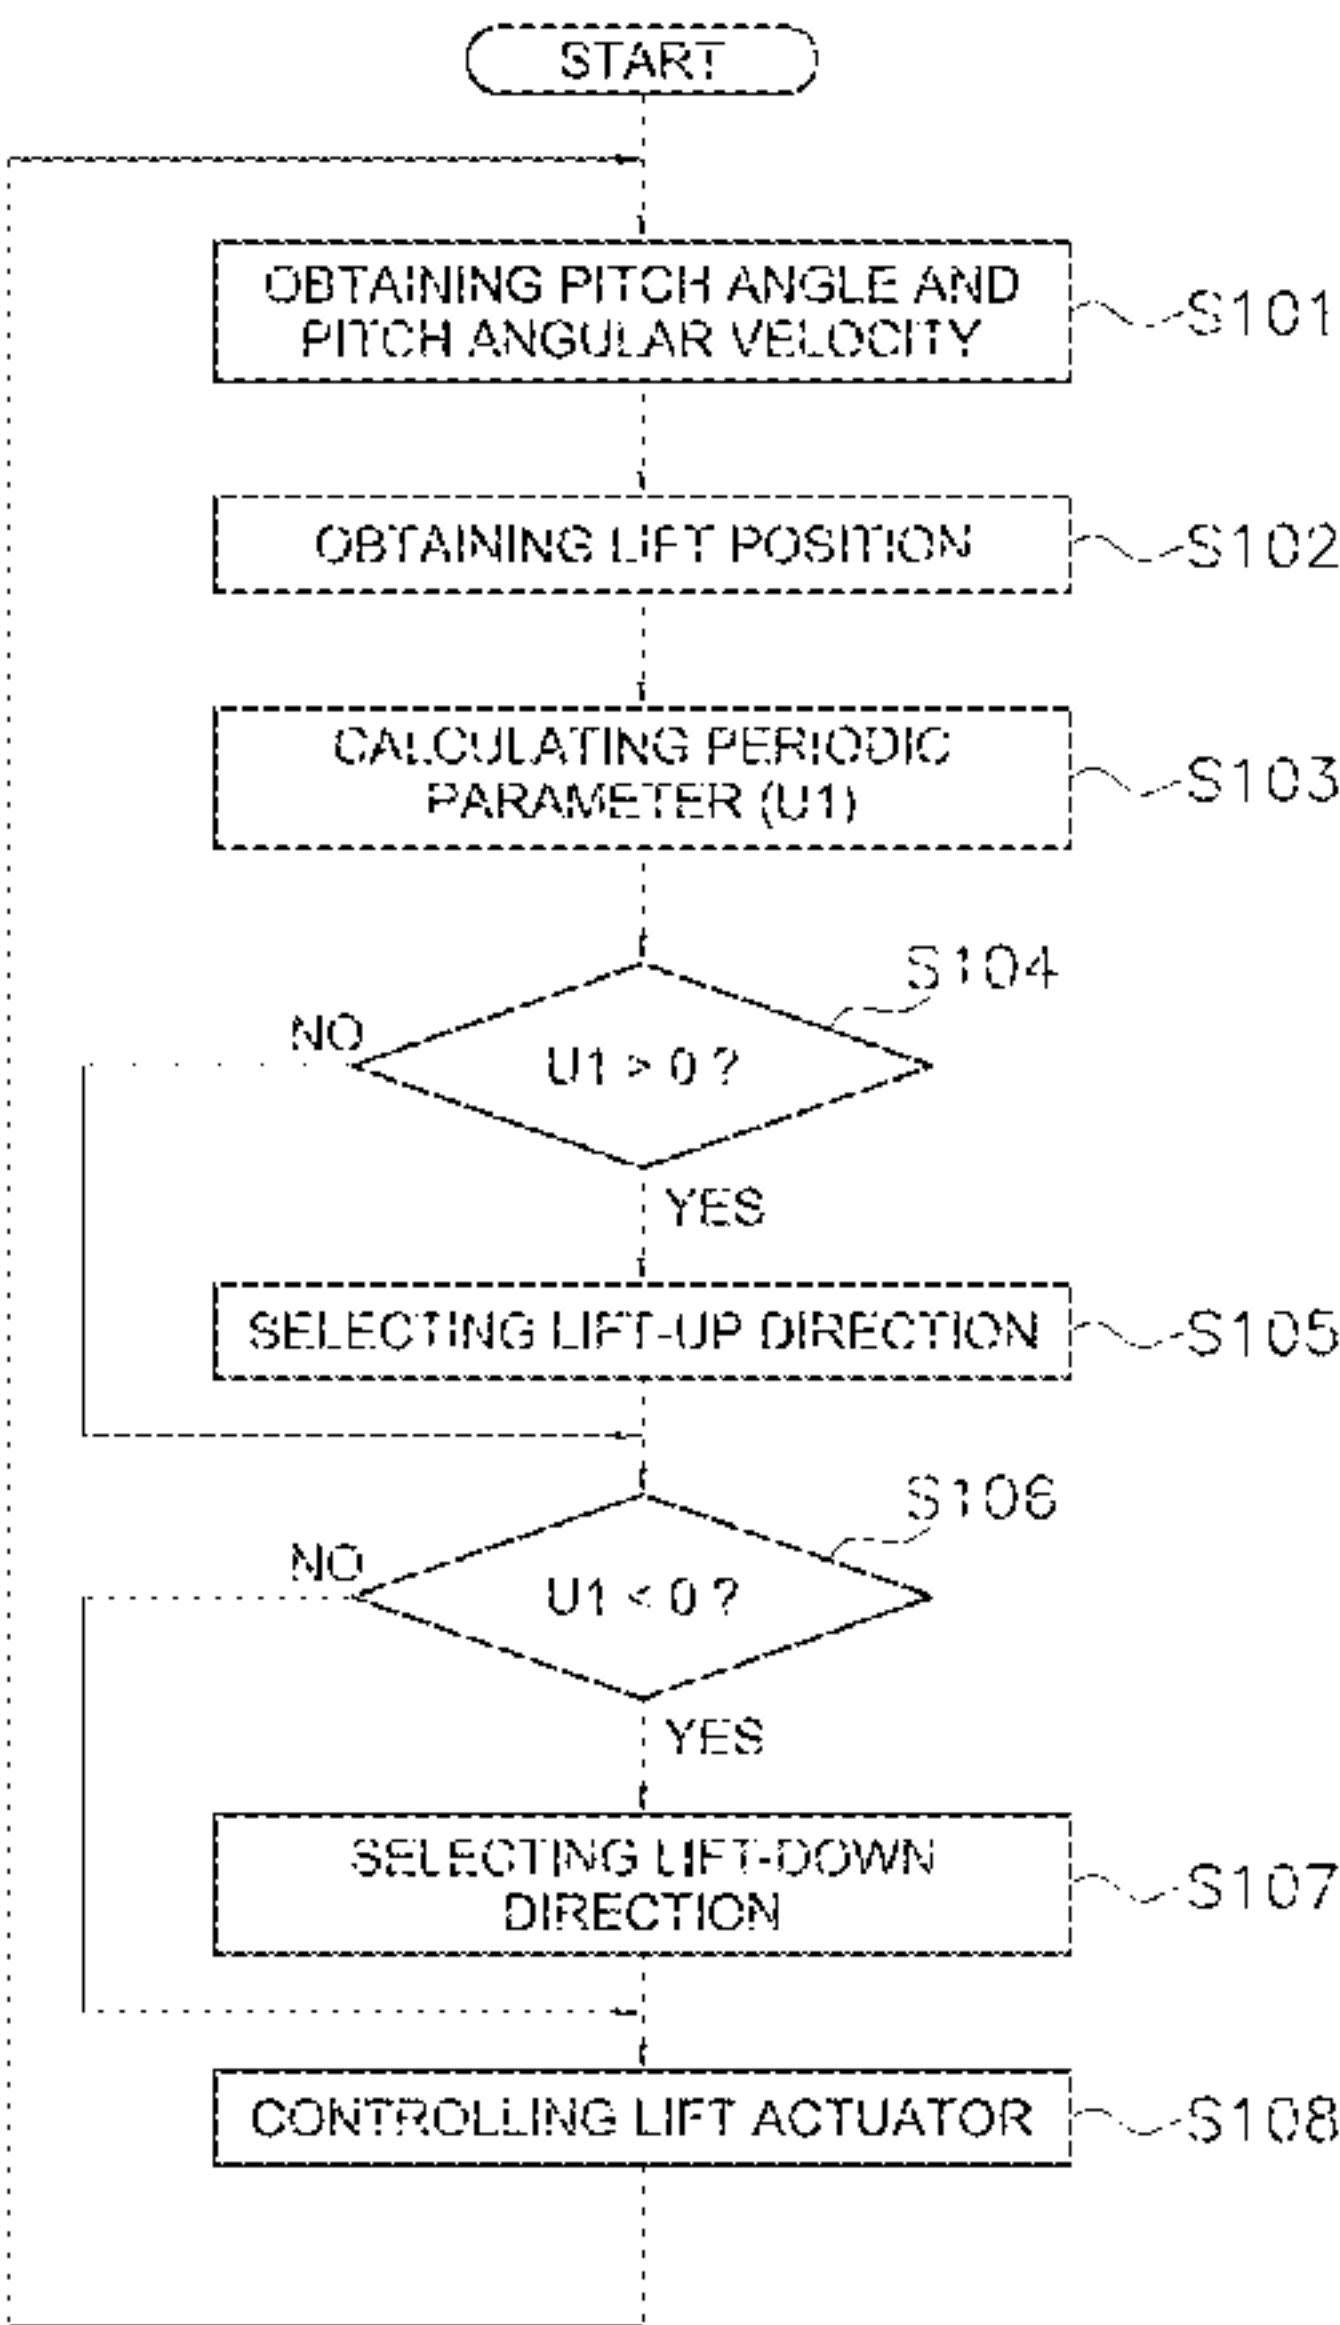 START
OBTAINING PITCH ANGLE AND
PITCH ANGULAR VELOCITY
S101
OBTAINING LIFT POSITION
S102
CALCULATING PERIODIC
PARAMETER (U1)
S103
S104
NO
U1 > 0 ?
YES
SELECTING LIFT-UP DIRECTION
S105
S106
NO
U1 < 0 ?
YES
SELECTING LIFT-DOWN
DIRECTION
S107
CONTROLLING LIFT ACTUATOR
S108